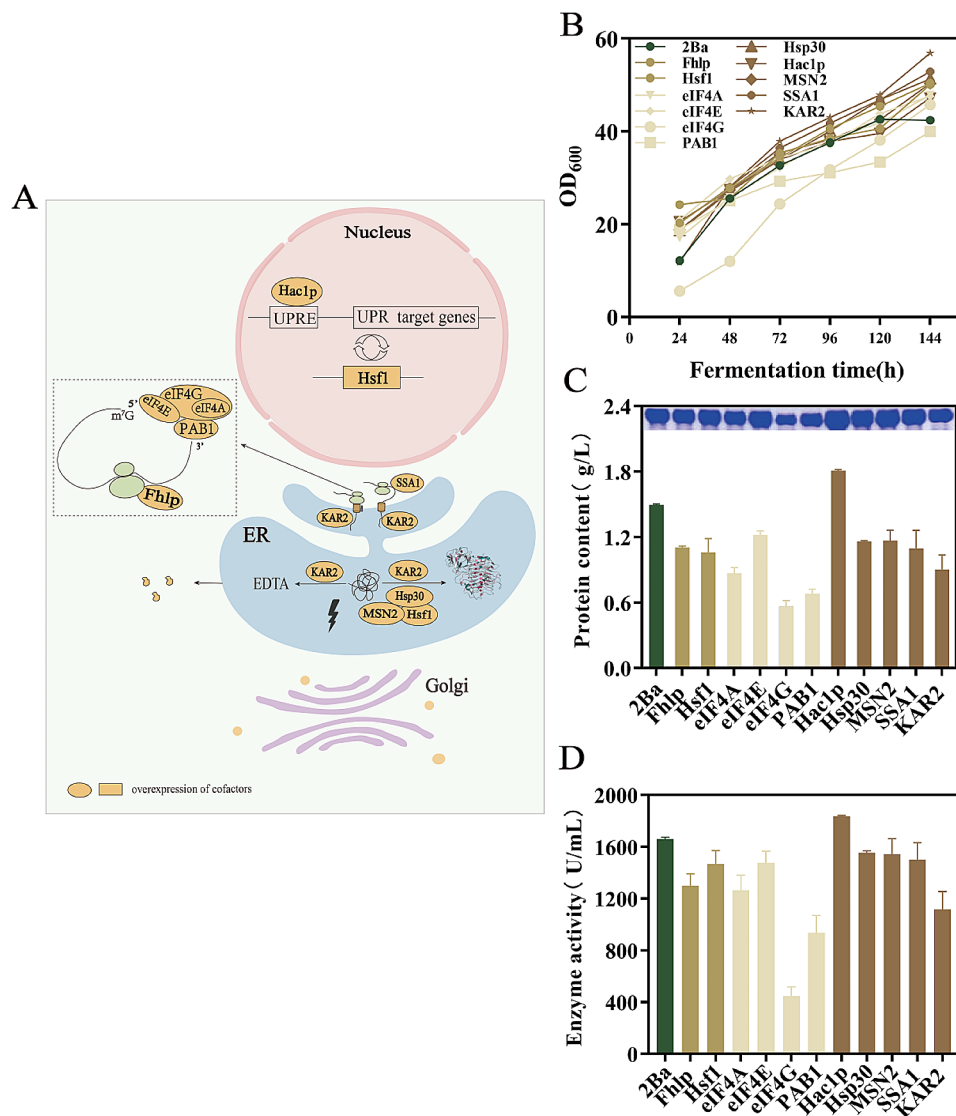 A
Nucleus
Hac1p
UPRE
UPR target genes
Hsf1
5'
m7G
eIF4G
eIF4E
eIF4A
PAB1
3'
Fhlp
SSA1
KAR2
KAR2
ER
EDTA
KAR2
KAR2
Hsp30
MSN2
Hsf1
Golgi
overexpression of cofactors
B
60
40
20
0
OD600
2Ba
Fhlp
Hsf1
eIF4A
eIF4E
eIF4G
PAB1
Hsp30
Hac1p
MSN2
SSA1
KAR2
0 24 48 72 96 120 144
Fermentation time(h)
C
2.4
1.8
1.2
0.6
0.0
Protein content( g/L)
2Ba Fhlp Hsf1 eIF4A eIF4E eIF4G PAB1 Hac1p Hsp30 MSN2 SSA1 KAR2
D
2000
1600
1200
800
400
0
Enzyme activity( U/mL)
2Ba Fhlp Hsf1 eIF4A eIF4E eIF4G PAB1 Hac1p Hsp30 MSN2 SSA1 KAR2